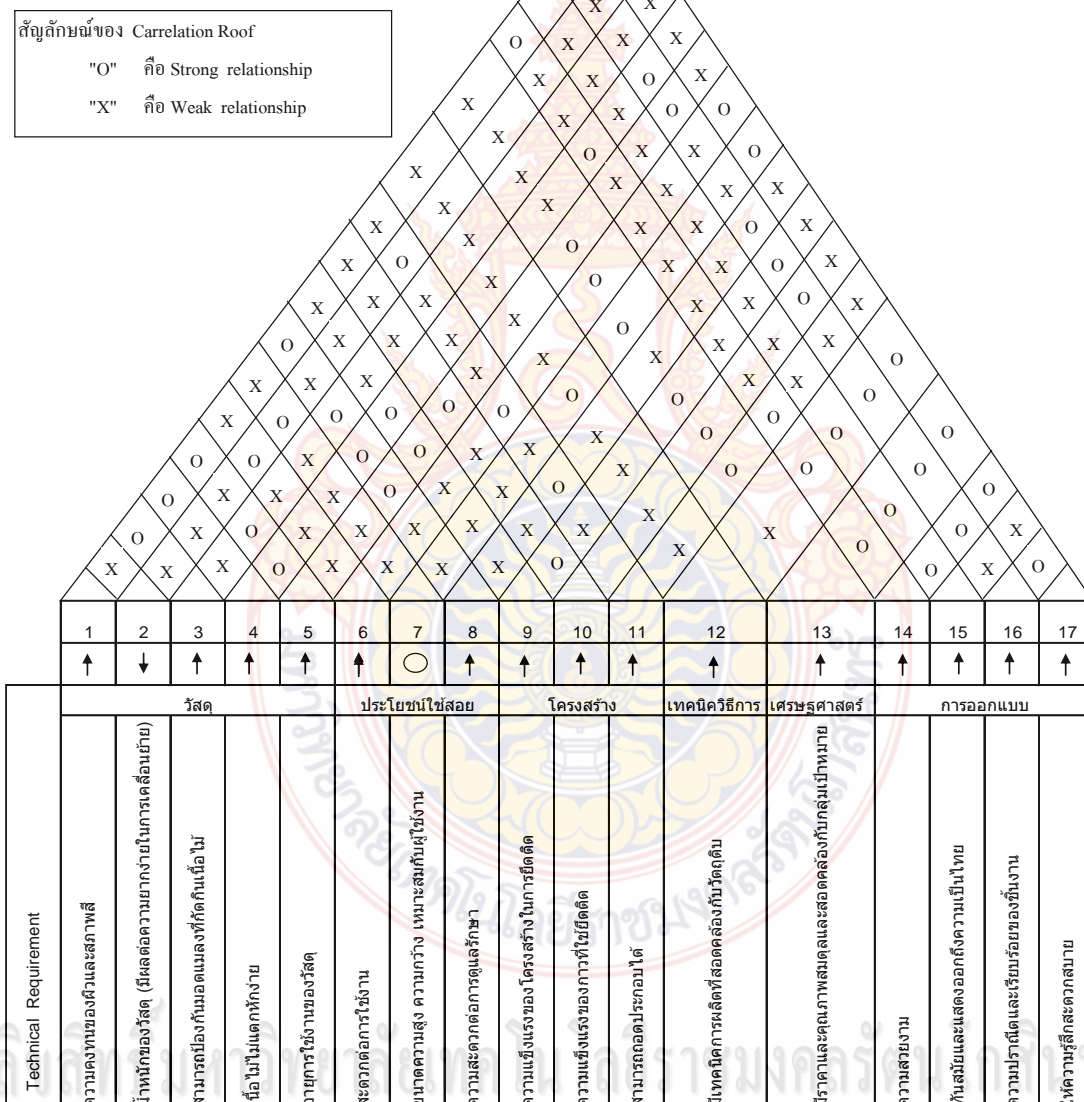 สัญลักษณ์ของ Carrelation Roof
"O" คือ Strong relationship
"X" คือ Weak relationship
X X
O X X X
X X O X
X X X O O
X X O X X O
X X X X X X
X X X O X
X X O X X O X
X O X O X X O X
X X X X O X O X
O X X X X O X X X X
X X X X O X X O
X O O O O O X O O O O O
O O X O O X X O X O O O
O X X X O X X O X O O
X O X X X X X X X X O X
X X X O X X X X O X O O X O
1 2 3 4 5 6 7 8 9 10 11 12 13 14 15 16 17
↑ ↓ ↑ ↑ ↑ ↑ ○ ↑ ↑ ↑ ↑ ↑ ↑ ↑ ↑ ↑ ↑
วัสดุ ประโยชน์ใช้สอย โครงสร้าง เทคนิควิธีการ เศรษฐศาสตร์ การออกแบบ
Technical Requirement
ความคงทนของผิวและสภาพสี
น้ำหนักของวัสดุ (มีผลต่อความยากง่ายในการเคลื่อนย้าย)
สามารถป้องกันมอดแมลงที่กัดกินเนื้อไม้
เนื้อไม้ไม่แตกหักง่าย
อายุการใช้งานของวัสดุ
สะดวกต่อการใช้งาน
ขนาดความสูง ความกว้าง เหมาะสมกับผู้ใช้งาน
ความสะดวกต่อการดูแลรักษา
ความแข็งแรงของโครงสร้างในการยึดติด
ความแข็งแรงของกาวที่ใช้ยึดติด
สามารถถอดประกอบได้
มีเทคนิคการผลิตที่สอดคล้องกับวัตถุดิบ
มีราคาและคุณภาพสมดุลและสอดคล้องกับกลุ่มเป้าหมาย
ความสวยงาม
ทันสมัยและแสดงออกถึงความเป็นไทย
ความปราณีตและเรียบร้อยของชิ้นงาน
ให้ความรู้สึกสะดวกสบาย